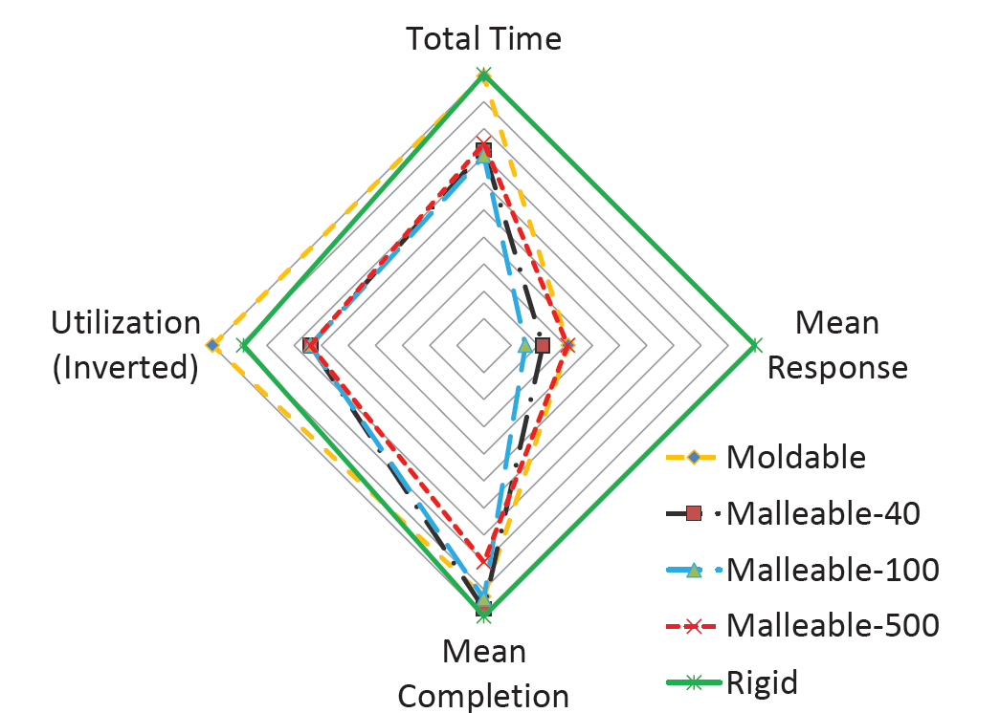 Total Time
Utilization
(Inverted)
Mean
Response
Mean
Completion
Moldable
Malleable-40
Malleable-100
Malleable-500
Rigid